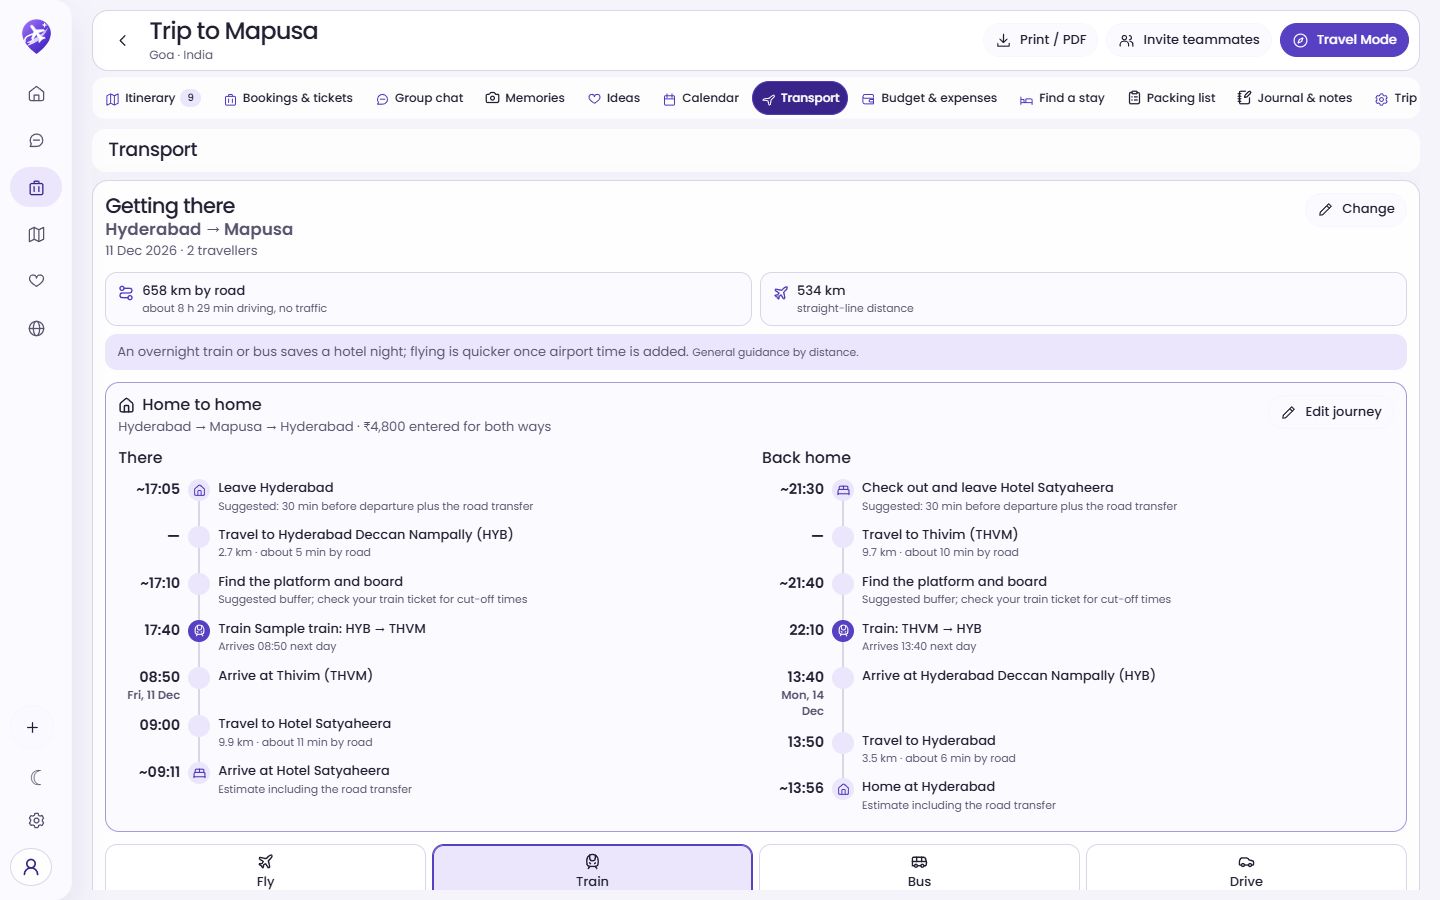 Trip to Mapusa
Goa · India
Print / PDF
Invite teammates
Travel Mode
Itinerary 9
Bookings & tickets
Group chat
Memories
Ideas
Calendar
Transport
Budget & expenses
Find a stay
Packing list
Journal & notes
Trip
Transport
Getting there
Change
Hyderabad → Mapusa
11 Dec 2026 · 2 travellers
658 km by road
about 8 h 29 min driving, no traffic
534 km
straight-line distance
An overnight train or bus saves a hotel night; flying is quicker once airport time is added. General guidance by distance.
Home to home
Edit journey
Hyderabad → Mapusa → Hyderabad · ₹4,800 entered for both ways
There
~17:05 Leave Hyderabad
Suggested: 30 min before departure plus the road transfer
— Travel to Hyderabad Deccan Nampally (HYB)
2.7 km · about 5 min by road
~17:10 Find the platform and board
Suggested buffer; check your train ticket for cut-off times
17:40 Train Sample train: HYB → THVM
Arrives 08:50 next day
08:50 Arrive at Thivim (THVM)
Fri, 11 Dec
09:00 Travel to Hotel Satyaheera
9.9 km · about 11 min by road
~09:11 Arrive at Hotel Satyaheera
Estimate including the road transfer
Back home
~21:30 Check out and leave Hotel Satyaheera
Suggested: 30 min before departure plus the road transfer
— Travel to Thivim (THVM)
9.7 km · about 10 min by road
~21:40 Find the platform and board
Suggested buffer; check your train ticket for cut-off times
22:10 Train: THVM → HYB
Arrives 13:40 next day
13:40 Arrive at Hyderabad Deccan Nampally (HYB)
Mon, 14
Dec
13:50 Travel to Hyderabad
3.5 km · about 6 min by road
~13:56 Home at Hyderabad
Estimate including the road transfer
Fly
Train
Bus
Drive